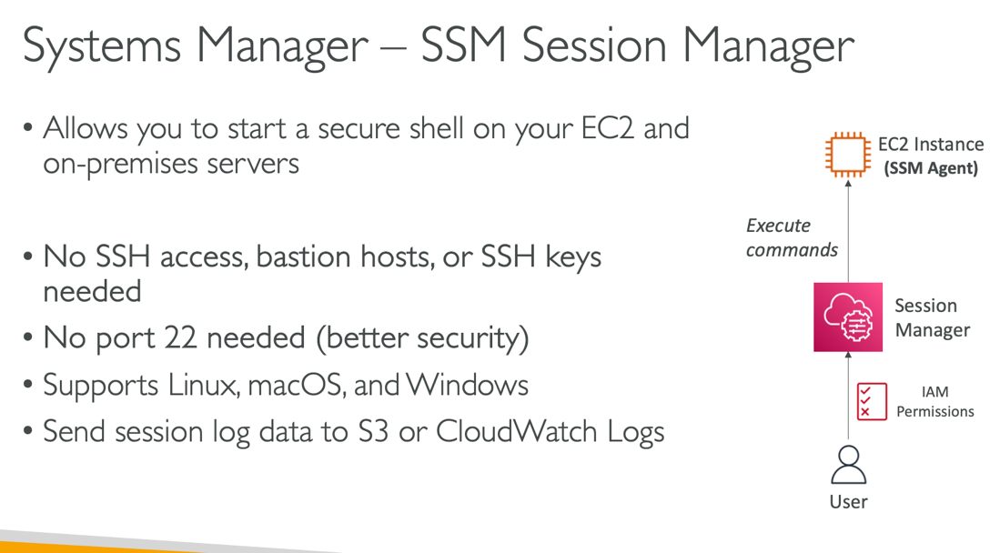 Systems Manager – SSM Session Manager
• Allows you to start a secure shell on your EC2 and
on-premises servers
• No SSH access, bastion hosts, or SSH keys
needed
• No port 22 needed (better security)
• Supports Linux, macOS, and Windows
• Send session log data to S3 or CloudWatch Logs
EC2 Instance
(SSM Agent)
Execute
commands
Session
Manager
IAM
Permissions
User